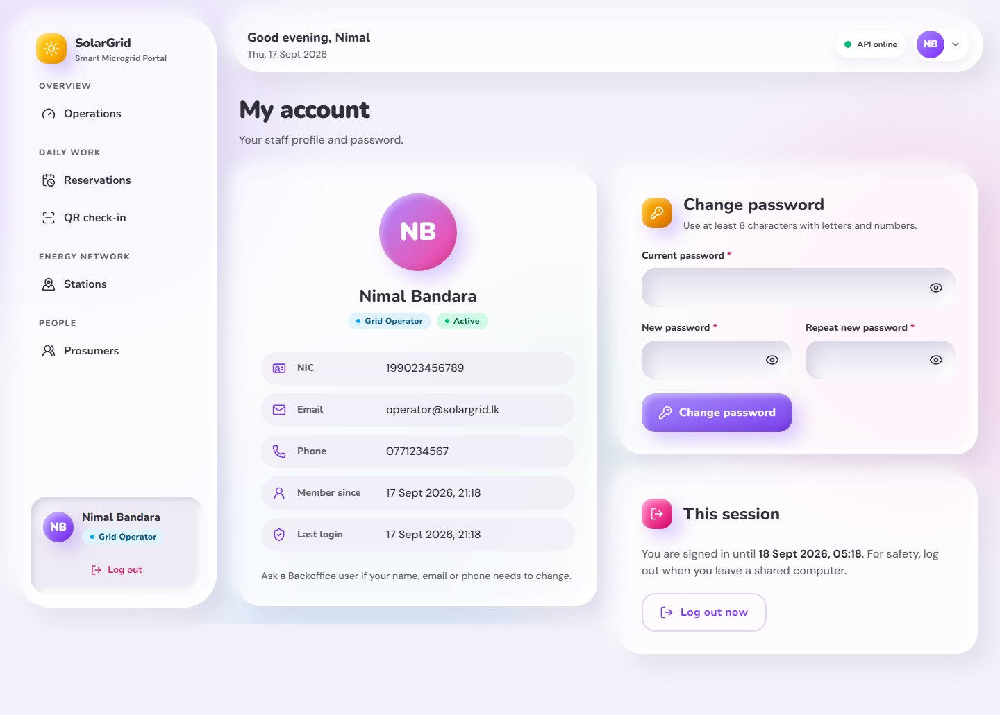 SolarGrid
Smart Microgrid Portal
OVERVIEW
Operations
DAILY WORK
Reservations
QR check-in
ENERGY NETWORK
Stations
PEOPLE
Prosumers
NB
Nimal Bandara
Grid Operator
Log out
Good evening, Nimal
Thu, 17 Sept 2026
API online
NB
My account
Your staff profile and password.
NB
Nimal Bandara
Grid Operator
Active
NIC 199023456789
Email operator@solargrid.lk
Phone 0771234567
Member since 17 Sept 2026, 21:18
Last login 17 Sept 2026, 21:18
Ask a Backoffice user if your name, email or phone needs to change.
Change password
Use at least 8 characters with letters and numbers.
Current password *
New password *
Repeat new password *
Change password
This session
You are signed in until 18 Sept 2026, 05:18. For safety, log
out when you leave a shared computer.
Log out now